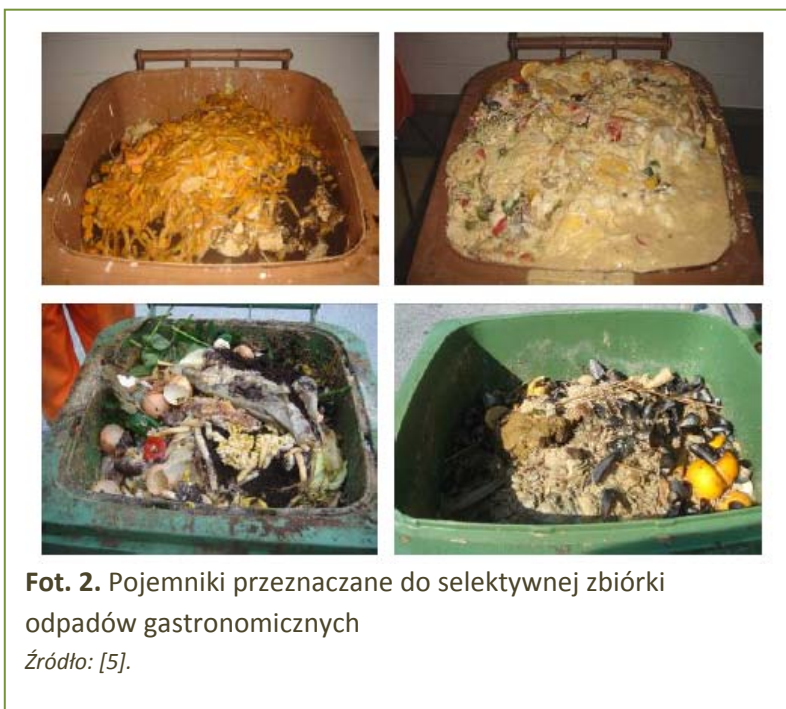 Fot. 2. Pojemniki przeznaczane do selektywnej zbiórki
odpadów gastronomicznych
Źródło: [5].